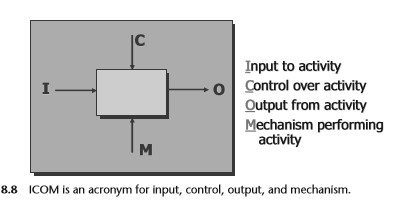 C
I
O
M
Input to activity
Control over activity
Output from activity
Mechanism performing
activity
8.8 ICOM is an acronym for input, control, output, and mechanism.